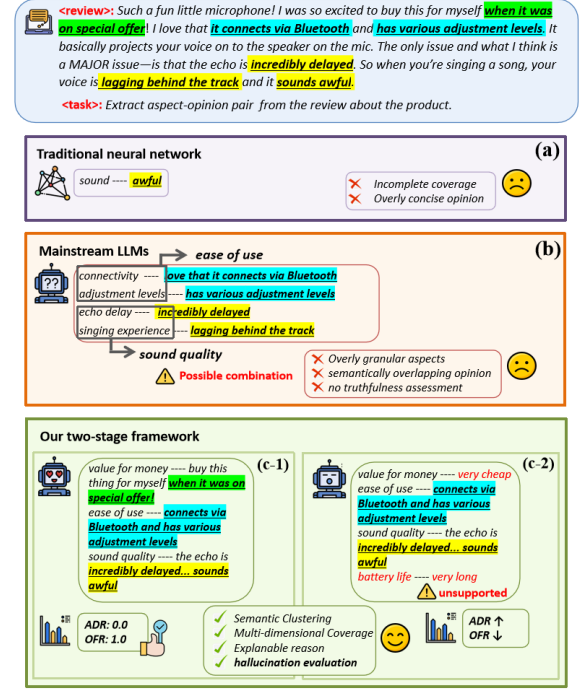 <review>: Such a fun little microphone! I was so excited to buy this for myself when it was
on special offer! I love that it connects via Bluetooth and has various adjustment levels. It
basically projects your voice on to the speaker on the mic. The only issue and what I think is
a MAJOR issue—is that the echo is incredibly delayed. So when you're singing a song, your
voice is lagging behind the track and it sounds awful.
<task>: Extract aspect-opinion pair from the review about the product.
Traditional neural network
(a)
sound ---- awful
Incomplete coverage
Overly concise opinion
Mainstream LLMs
(b)
ease of use
??
connectivity ---- ove that it connects via Bluetooth
adjustment levels ---- has various adjustment levels
echo delay ---- incredibly delayed
singing experience ---- lagging behind the track
sound quality
Possible combination
Overly granular aspects
semantically overlapping opinion
no truthfulness assessment
Our two-stage framework
(c-1)
value for money ---- buy this
thing for myself when it was on
special offer!
ease of use ---- connects via
Bluetooth and has various
adjustment levels
sound quality ---- the echo is
incredibly delayed... sounds
awful
(c-2)
value for money ---- very cheap
ease of use ---- connects via
Bluetooth and has various
adjustment levels
sound quality ---- the echo is
incredibly delayed... sounds
awful
battery life ---- very long
unsupported
ADR: 0.0
OFR: 1.0
Semantic Clustering
Multi-dimensional Coverage
Explanable reason
hallucination evaluation
ADR ↑
OFR ↓